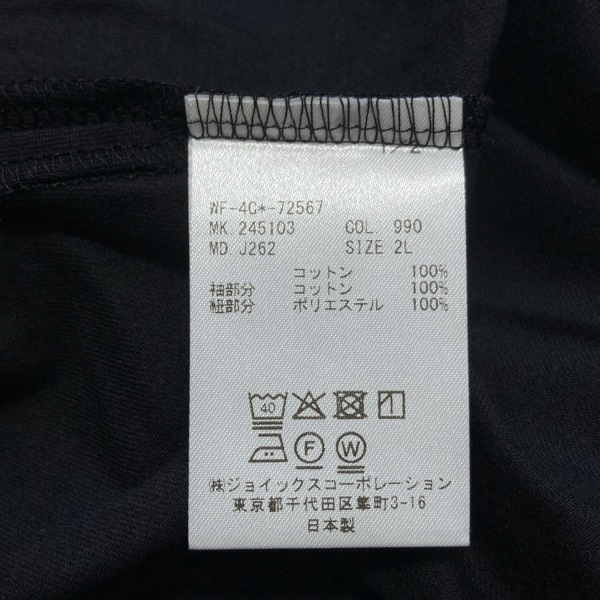 WF-4C*-72567
MK. 245103 COL 990
MD. J262 SIZE 2L
コットン 100%
袖部分 コットン 100%
紐部分 ポリエステル 100%
40 1
F W
㈱ジョイックスコーポレーション
東京都千代田区隼町3-16
日本製